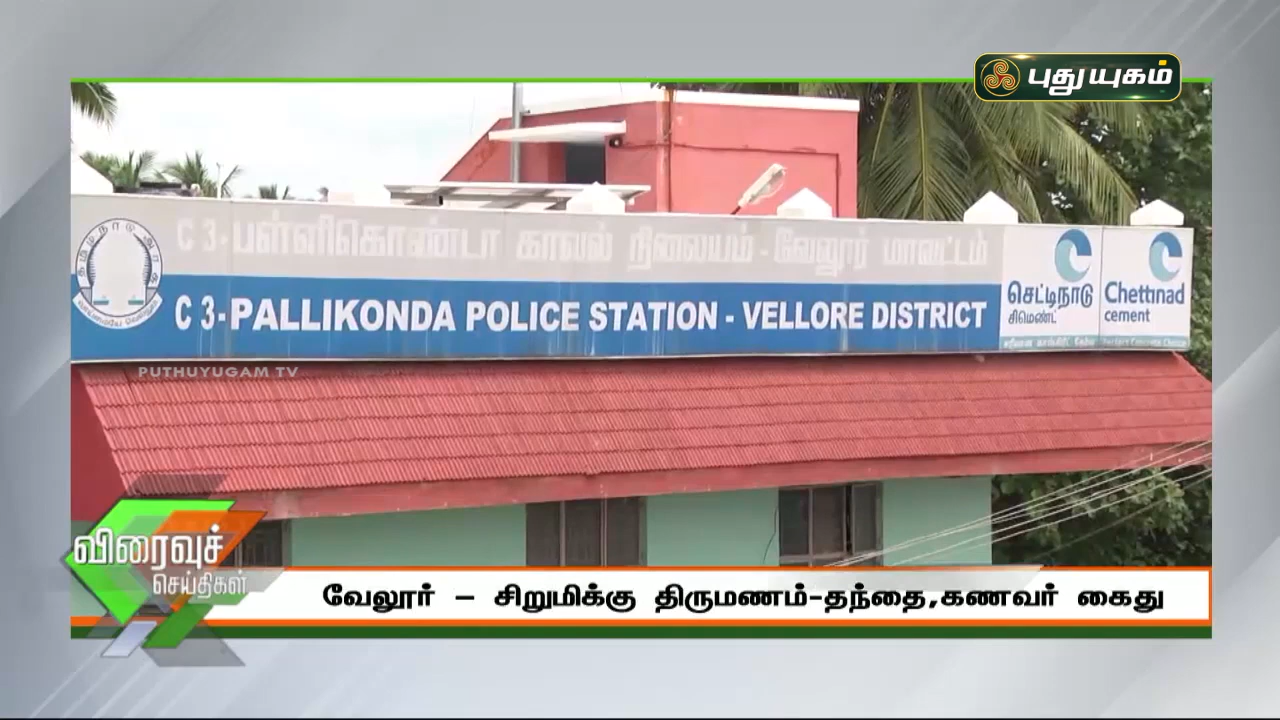 புதுயுகம்
C 3-பள்ளிகொண்டா காவல் நிலையம் - வேலூர் மாவட்டம்
C 3-PALLIKONDA POLICE STATION - VELLORE DISTRICT
செட்டிநாடு
சிமெண்ட்
Chettinad
cement
PUTHUYUGAM TV
விரைவுச்
செய்திகள்
வேலூர் – சிறுமிக்கு திருமணம்-தந்தை,கணவர் கைது